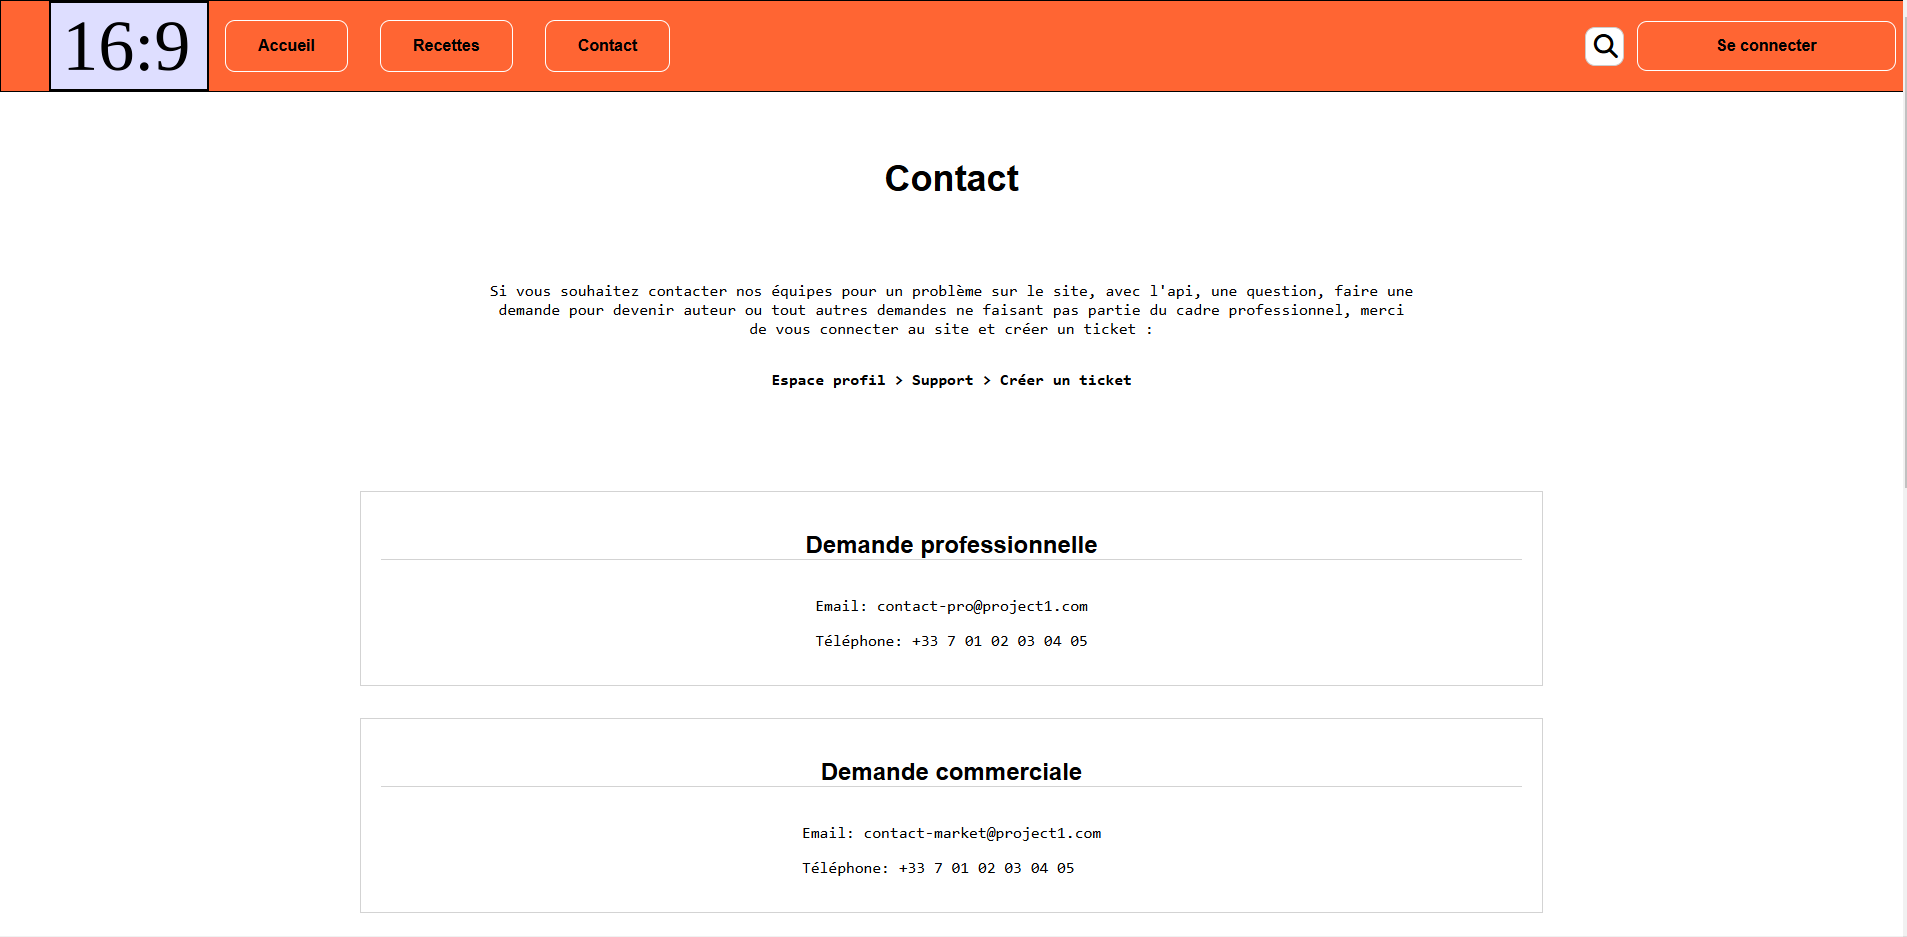 16:9
Accueil
Recettes
Contact
Se connecter
Contact
Si vous souhaitez contacter nos équipes pour un problème sur le site, avec l'api, une question, faire une
demande pour devenir auteur ou tout autres demandes ne faisant pas partie du cadre professionnel, merci
de vous connecter au site et créer un ticket :
Espace profil > Support > Créer un ticket
Demande professionnelle
Email: contact-pro@project1.com
Téléphone: +33 7 01 02 03 04 05
Demande commerciale
Email: contact-market@project1.com
Téléphone: +33 7 01 02 03 04 05